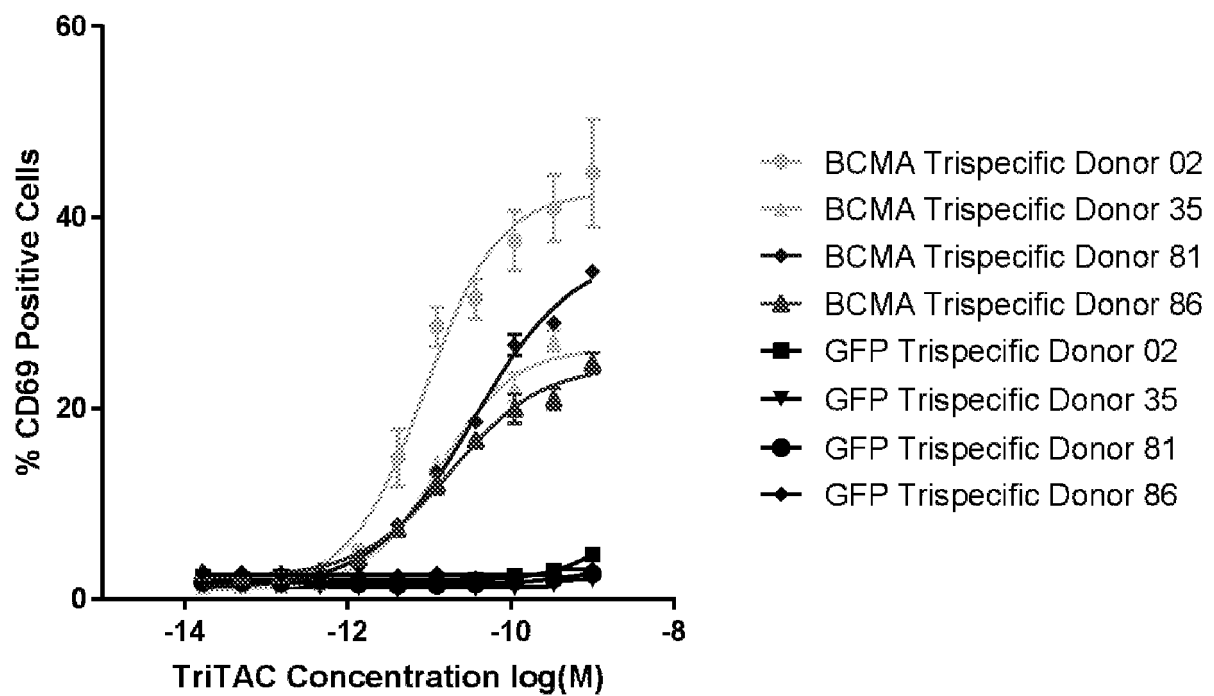 60
40
20
0
-14
-12
-10
-8
% CD69 Positive Cells
TriTAC Concentration log(M)
BCMA Trispecific Donor 02
BCMA Trispecific Donor 35
BCMA Trispecific Donor 81
BCMA Trispecific Donor 86
GFP Trispecific Donor 02
GFP Trispecific Donor 35
GFP Trispecific Donor 81
GFP Trispecific Donor 86